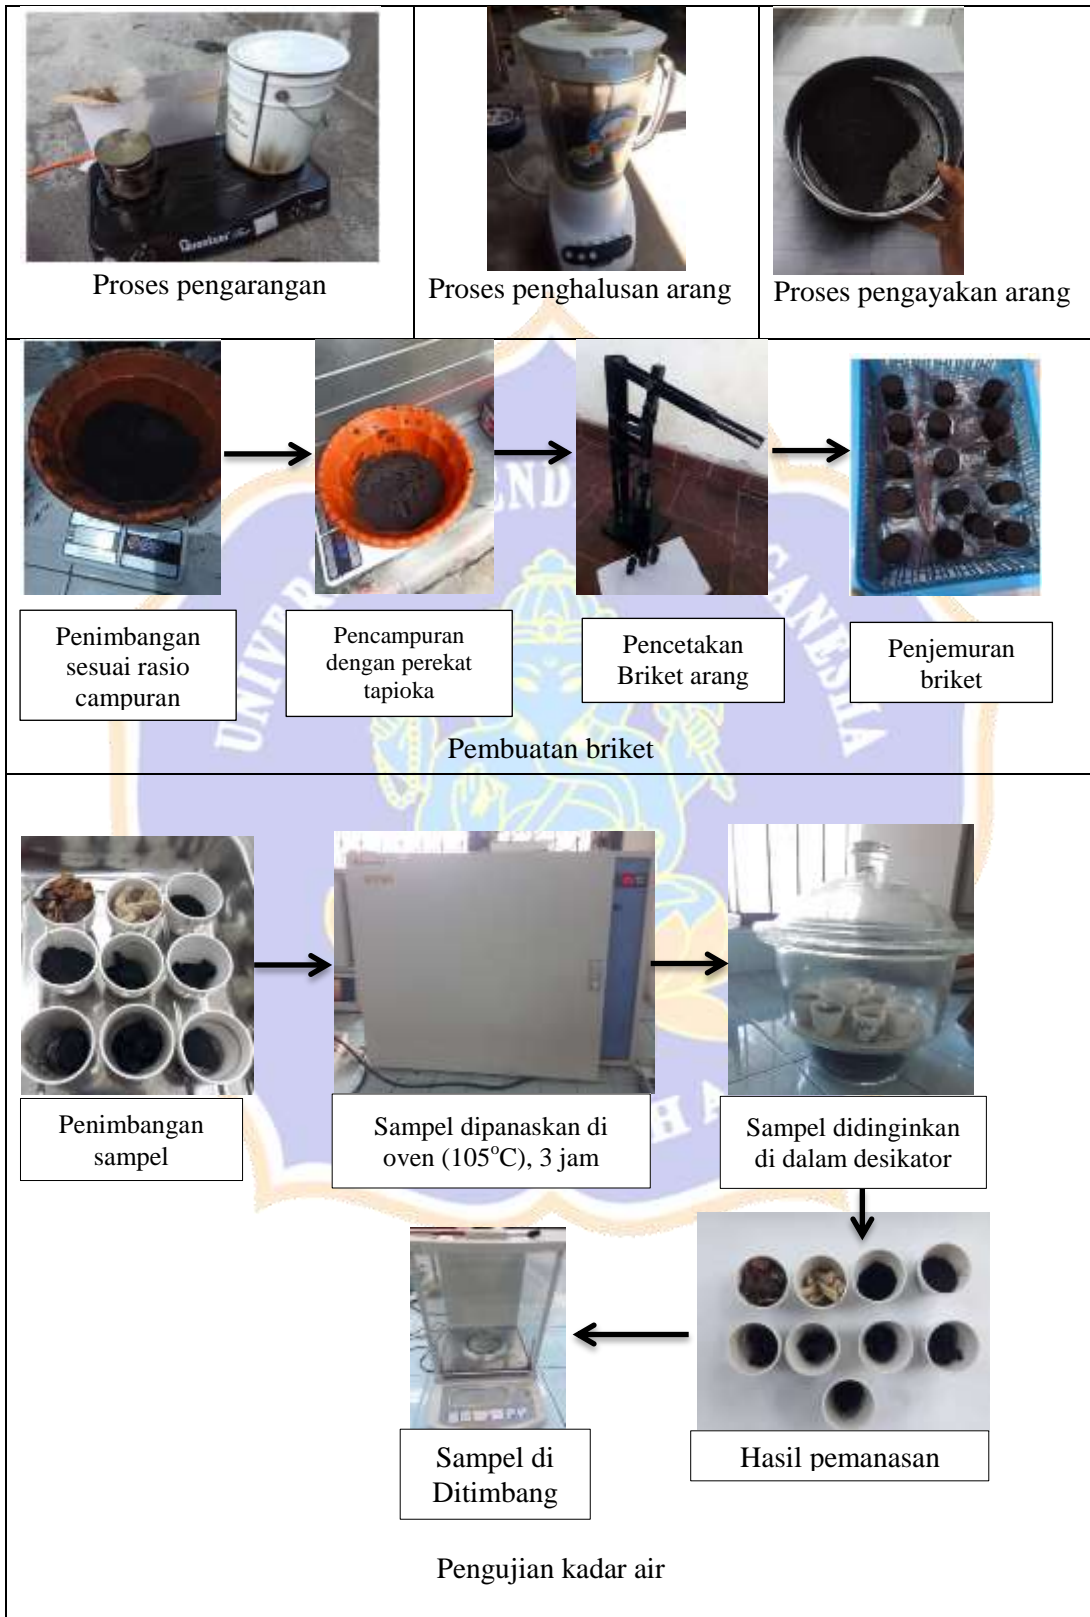 Proses pengarangan
Proses penghalusan arang
Proses pengayakan arang
Penimbangan
sesuai rasio
campuran
Pencampuran
dengan perekat
tapioka
Pencetakan
Briket arang
Penjemuran
briket
Pembuatan briket
Penimbangan
sampel
Sampel dipanaskan di
oven (105°C), 3 jam
Sampel didinginkan
di dalam desikator
Sampel di
Ditimbang
Hasil pemanasan
Pengujian kadar air